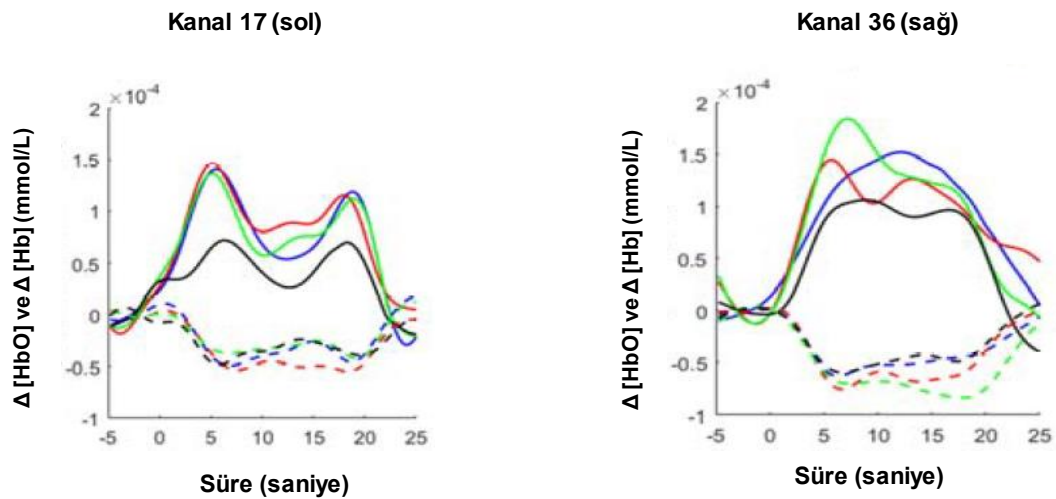 Kanal 17 (sol)
×10⁻⁴
2
1.5
1
0.5
0
-0.5
-1
-5 0 5 10 15 20 25
Δ [HbO] ve Δ [Hb] (mmol/L)
Süre (saniye)
Kanal 36 (sağ)
×10⁻⁴
2
1.5
1
0.5
0
-0.5
-1
-5 0 5 10 15 20 25
Δ [HbO] ve Δ [Hb] (mmol/L)
Süre (saniye)